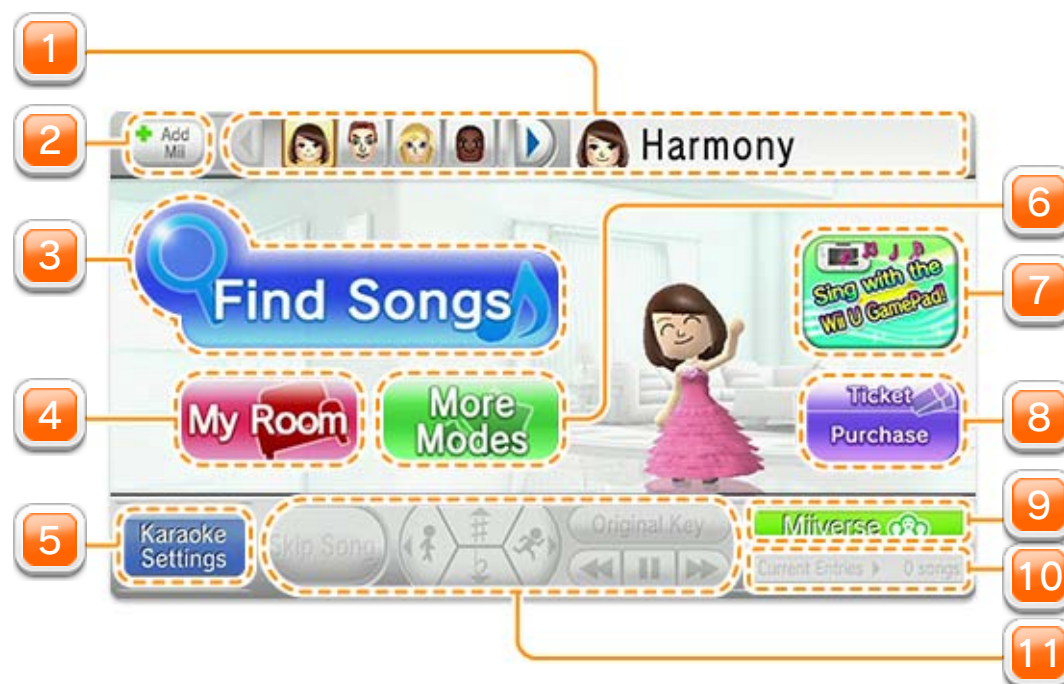 1
2
Add
Mii
Harmony
6
3
Find Songs
Sing with the
Wii U GamePad!
7
4
My Room
More
Modes
Ticket
Purchase
8
5
Karaoke
Settings
Skip Song
#
♭
Original Key
Miiverse
9
Current Entries ▶ 0 songs
10
11